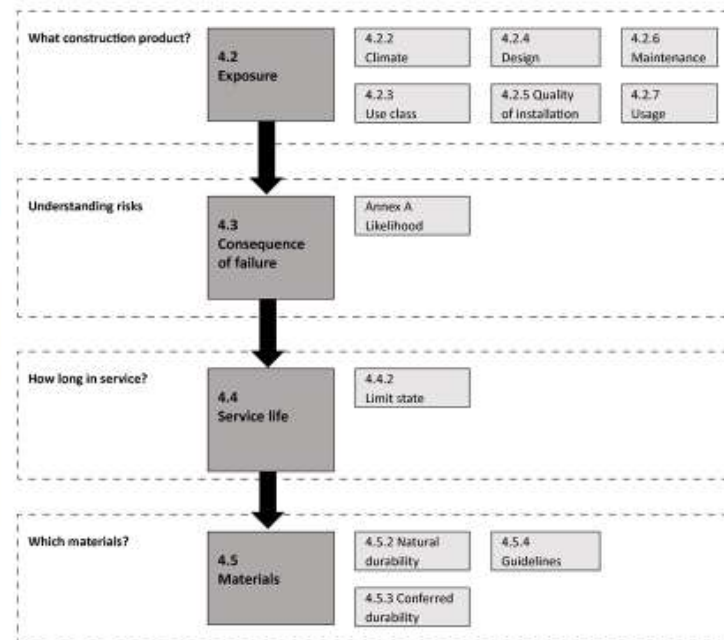 What construction product?
4.2
Exposure
4.2.2
Climate
4.2.4
Design
4.2.6
Maintenance
4.2.3
Use class
4.2.5 Quality
of installation
4.2.7
Usage
Understanding risks
4.3
Consequence
of failure
Annex A
Likelihood
How long in service?
4.4
Service life
4.4.2
Limit state
Which materials?
4.5
Materials
4.5.2 Natural
durability
4.5.4
Guidelines
4.5.3 Conferred
durability